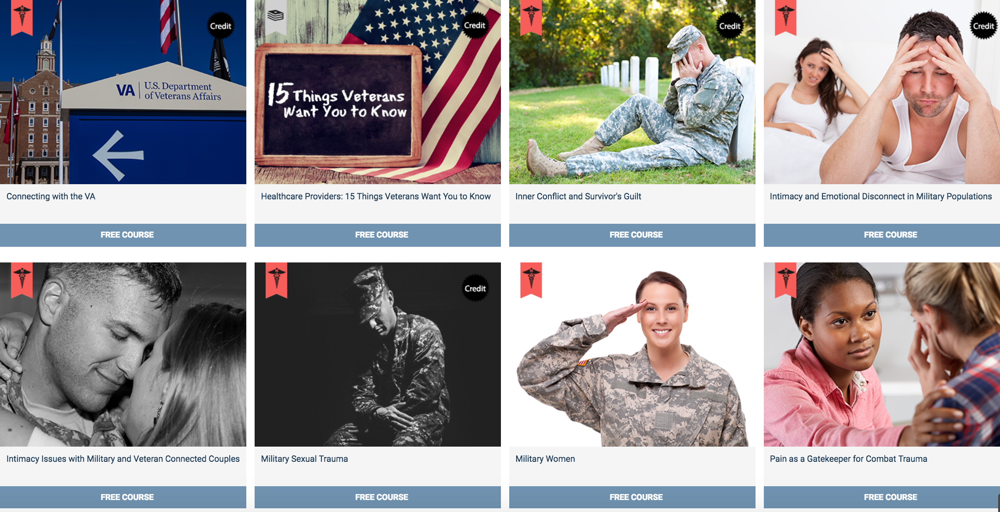 Credit
VA
U.S. Department
of Veterans Affairs
Credit
15 Things Veterans
Want You to Know
Credit
Credit
Connecting with the VA
Healthcare Providers: 15 Things Veterans Want You to Know
Inner Conflict and Survivor's Guilt
Intimacy and Emotional Disconnect in Military Populations
FREE COURSE
FREE COURSE
FREE COURSE
FREE COURSE
Credit
Intimacy Issues with Military and Veteran Connected Couples
Military Sexual Trauma
Military Women
Pain as a Gatekeeper for Combat Trauma
FREE COURSE
FREE COURSE
FREE COURSE
FREE COURSE